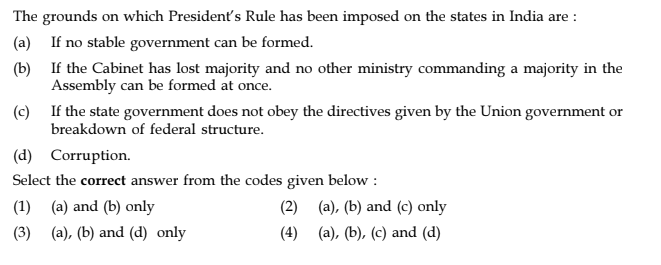 The grounds on which President's Rule has been imposed on the states in India are :
(a) If no stable government can be formed.
(b) If the Cabinet has lost majority and no other ministry commanding a majority in the
Assembly can be formed at once.
(c) If the state government does not obey the directives given by the Union government or
breakdown of federal structure.
(d) Corruption.
Select the correct answer from the codes given below :
(1) (a) and (b) only (2) (a), (b) and (c) only
(3) (a), (b) and (d) only (4) (a), (b), (c) and (d)